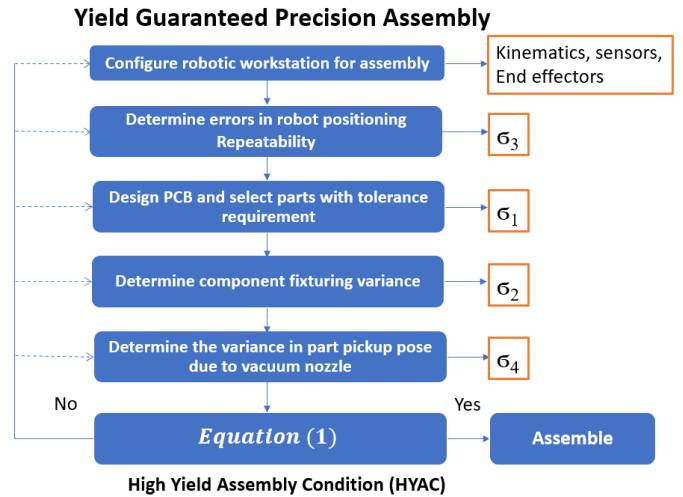 Yield Guaranteed Precision Assembly
Configure robotic workstation for assembly
Kinematics, sensors,
End effectors
Determine errors in robot positioning
Repeatability
σ3
Design PCB and select parts with tolerance
requirement
σ1
Determine component fixturing variance
σ2
Determine the variance in part pickup pose
due to vacuum nozzle
σ4
No
Yes
Equation (1)
Assemble
High Yield Assembly Condition (HYAC)